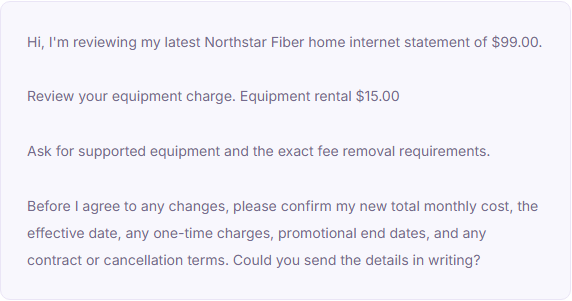 Hi, I'm reviewing my latest Northstar Fiber home internet statement of $99.00.
Review your equipment charge. Equipment rental $15.00
Ask for supported equipment and the exact fee removal requirements.
Before I agree to any changes, please confirm my new total monthly cost, the
effective date, any one-time charges, promotional end dates, and any
contract or cancellation terms. Could you send the details in writing?